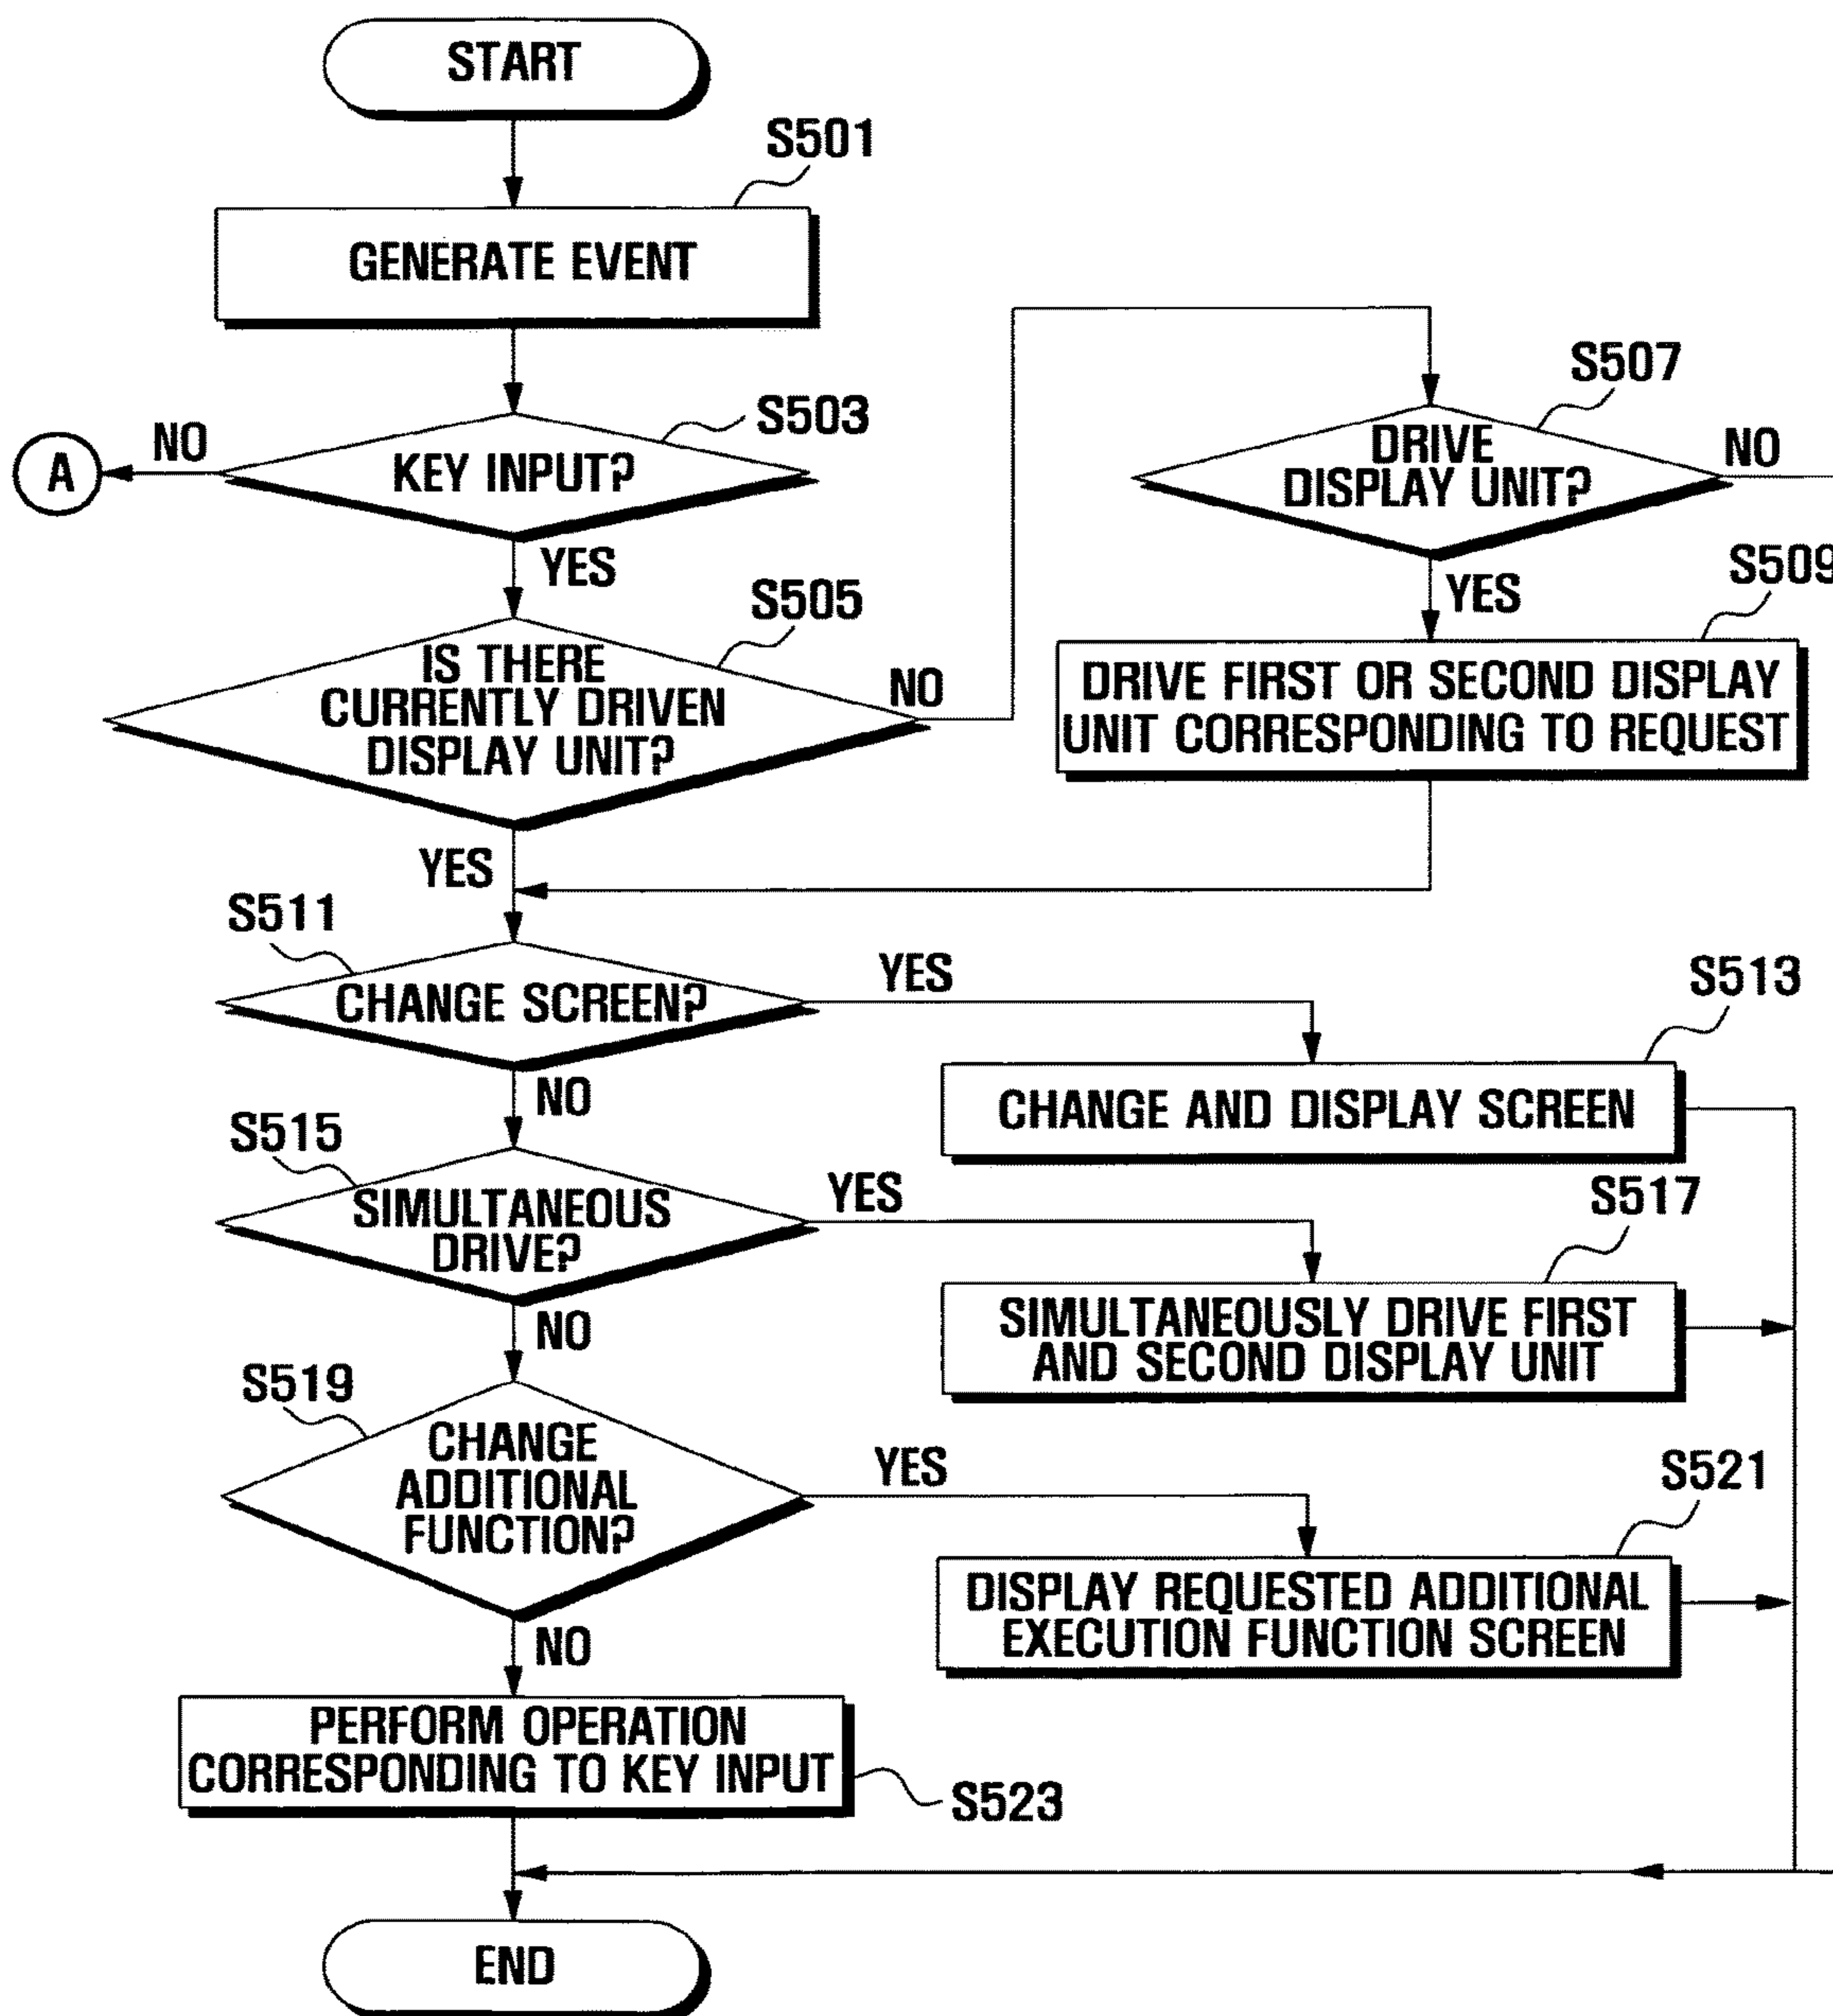 START
S501
GENERATE EVENT
S503
NO
A
KEY INPUT?
YES
S505
IS THERE
CURRENTLY DRIVEN
DISPLAY UNIT?
NO
S507
DRIVE
DISPLAY UNIT?
NO
YES
S509
DRIVE FIRST OR SECOND DISPLAY
UNIT CORRESPONDING TO REQUEST
YES
S511
CHANGE SCREEN?
YES
S513
CHANGE AND DISPLAY SCREEN
NO
S515
SIMULTANEOUS
DRIVE?
YES
S517
SIMULTANEOUSLY DRIVE FIRST
AND SECOND DISPLAY UNIT
NO
S519
CHANGE
ADDITIONAL
FUNCTION?
YES
S521
DISPLAY REQUESTED ADDITIONAL
EXECUTION FUNCTION SCREEN
NO
PERFORM OPERATION
CORRESPONDING TO KEY INPUT
S523
END